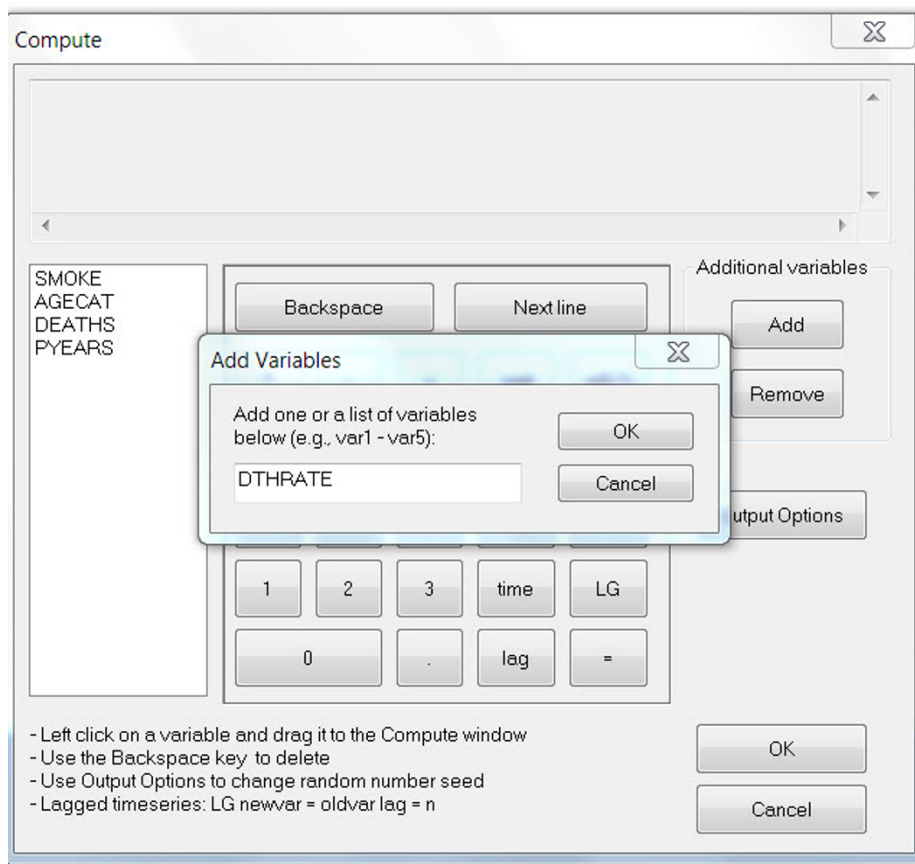 Compute
SMOKE
AGECAT
DEATHS
PYEARS
Backspace
Next line
Additional variables
Add
Remove
Add Variables
Add one or a list of variables
below (e.g., var1 - var5):
DTHRATE
OK
Cancel
utput Options
1
2
3
time
LG
0
.
lag
=
- Left click on a variable and drag it to the Compute window
- Use the Backspace key to delete
- Use Output Options to change random number seed
- Lagged timeseries: LG newvar = oldvar lag = n
OK
Cancel